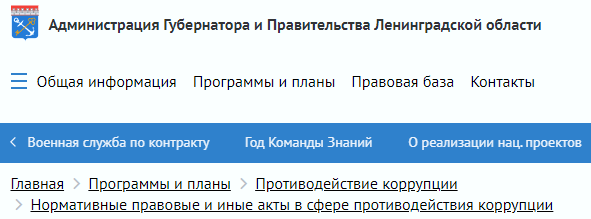 Администрация Губернатора и Правительства Ленинградской области
Общая информация Программы и планы Правовая база Контакты
Военная служба по контракту Год Команды Знаний О реализации нац. проектов
Главная > Программы и планы > Противодействие коррупции
> Нормативные правовые и иные акты в сфере противодействия коррупции